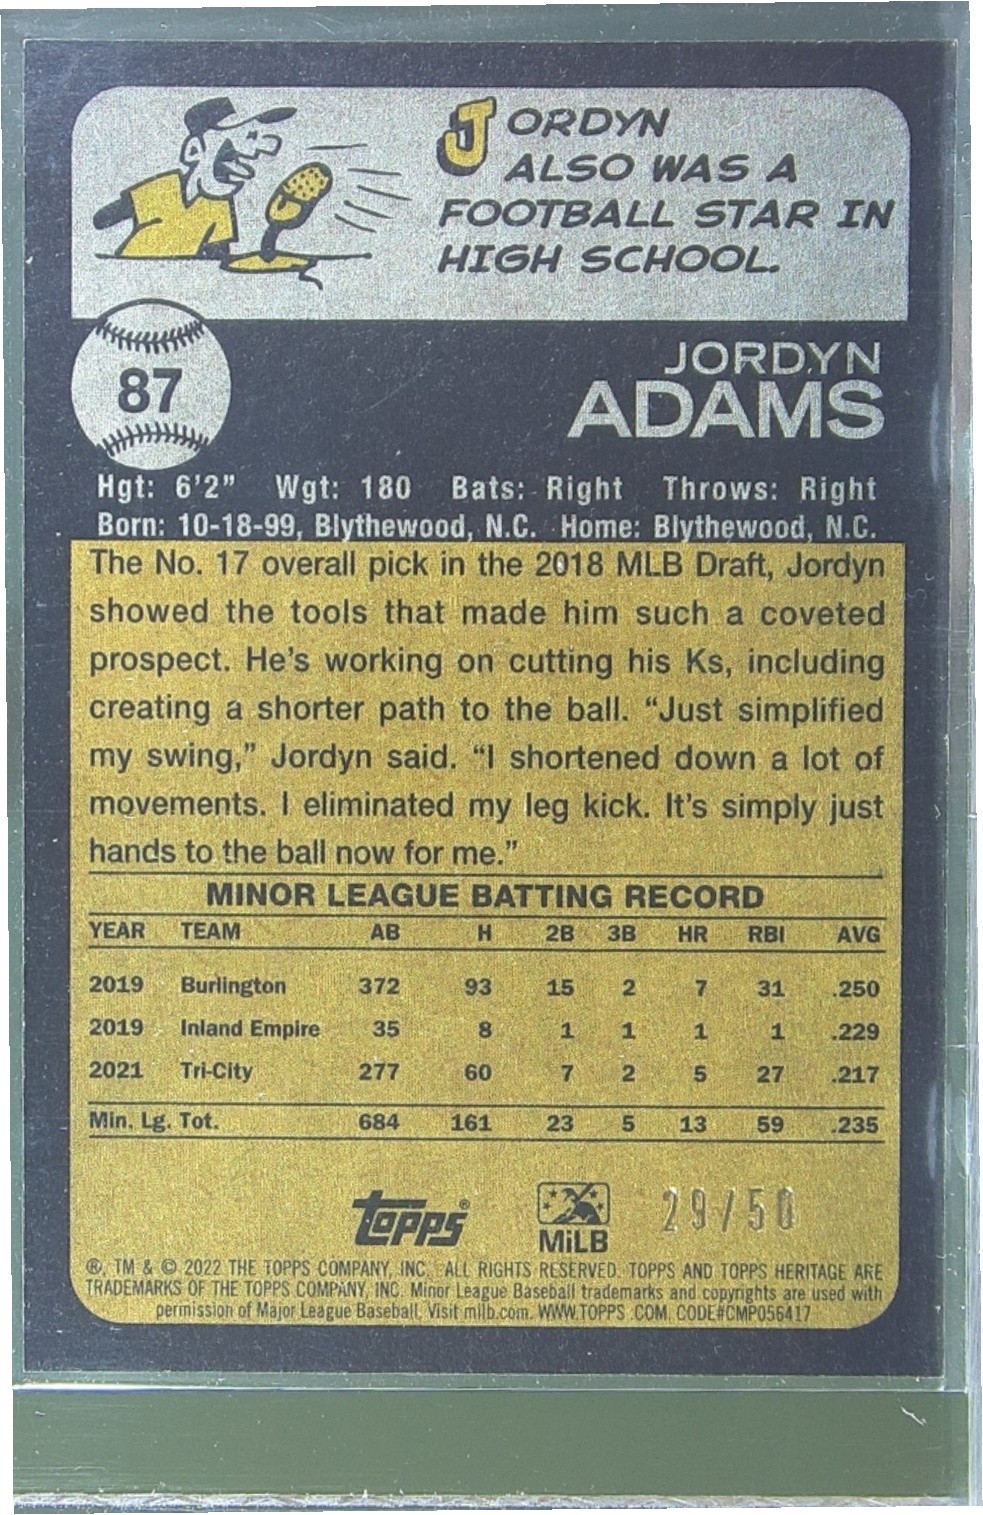 JORDYN
ALSO WAS A
FOOTBALL STAR IN
HIGH SCHOOL.
87
JORDYN
ADAMS
Hgt: 6'2" Wgt: 180 Bats: Right Throws: Right
Born: 10-18-99, Blythewood, N.C. Home: Blythewood, N.C.
The No. 17 overall pick in the 2018 MLB Draft, Jordyn
showed the tools that made him such a coveted
prospect. He's working on cutting his Ks, including
creating a shorter path to the ball. “Just simplified
my swing,” Jordyn said. “I shortened down a lot of
movements. I eliminated my leg kick. It's simply just
hands to the ball now for me.”
MINOR LEAGUE BATTING RECORD
YEAR TEAM AB H 2B 3B HR RBI AVG
2019 Burlington 372 93 15 2 7 31 .250
2019 Inland Empire 35 8 1 1 1 1 .229
2021 Tri-City 277 60 7 2 5 27 .217
Min. Lg. Tot. 684 161 23 5 13 59 .235
topps® MiLB 29/50
®, TM & © 2022 THE TOPPS COMPANY, INC. ALL RIGHTS RESERVED. TOPPS AND TOPPS HERITAGE ARE
TRADEMARKS OF THE TOPPS COMPANY, INC. Minor League Baseball trademarks and copyrights are used with
permission of Major League Baseball. Visit milb.com. WWW.TOPPS.COM. CODE#CMP056417